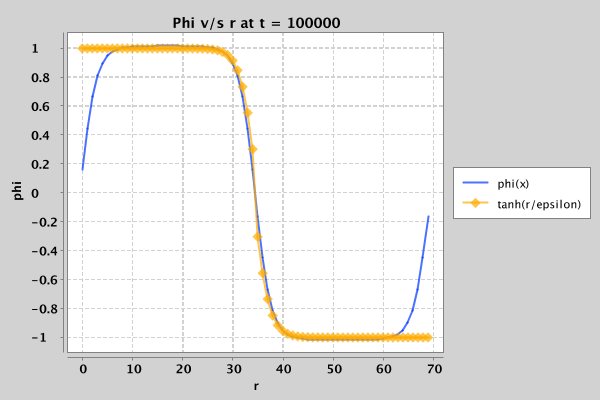 Phi v/s r at t = 100000
phi
1
0.8
0.6
0.4
0.2
0
−0.2
−0.4
−0.6
−0.8
−1
0 10 20 30 40 50 60 70
r
phi(x)
tanh(r/epsilon)